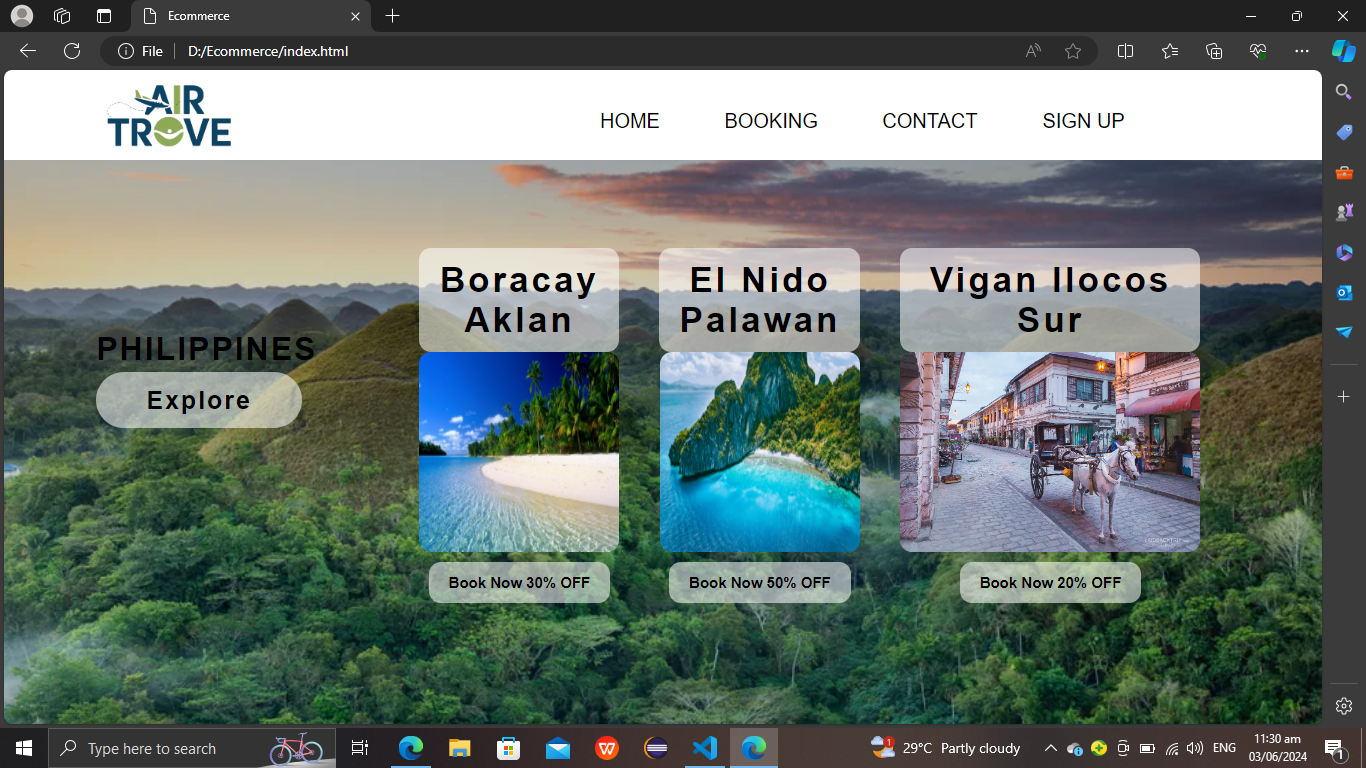 Ecommerce
File
D:/Ecommerce/index.html
AIR
TROVE
HOME
BOOKING
CONTACT
SIGN UP
PHILIPPINES
Explore
Boracay
Aklan
El Nido
Palawan
Vigan Ilocos
Sur
Book Now 30% OFF
Book Now 50% OFF
Book Now 20% OFF
Type here to search
1
29°C Partly cloudy
ENG
11:30 am
03/06/2024
1